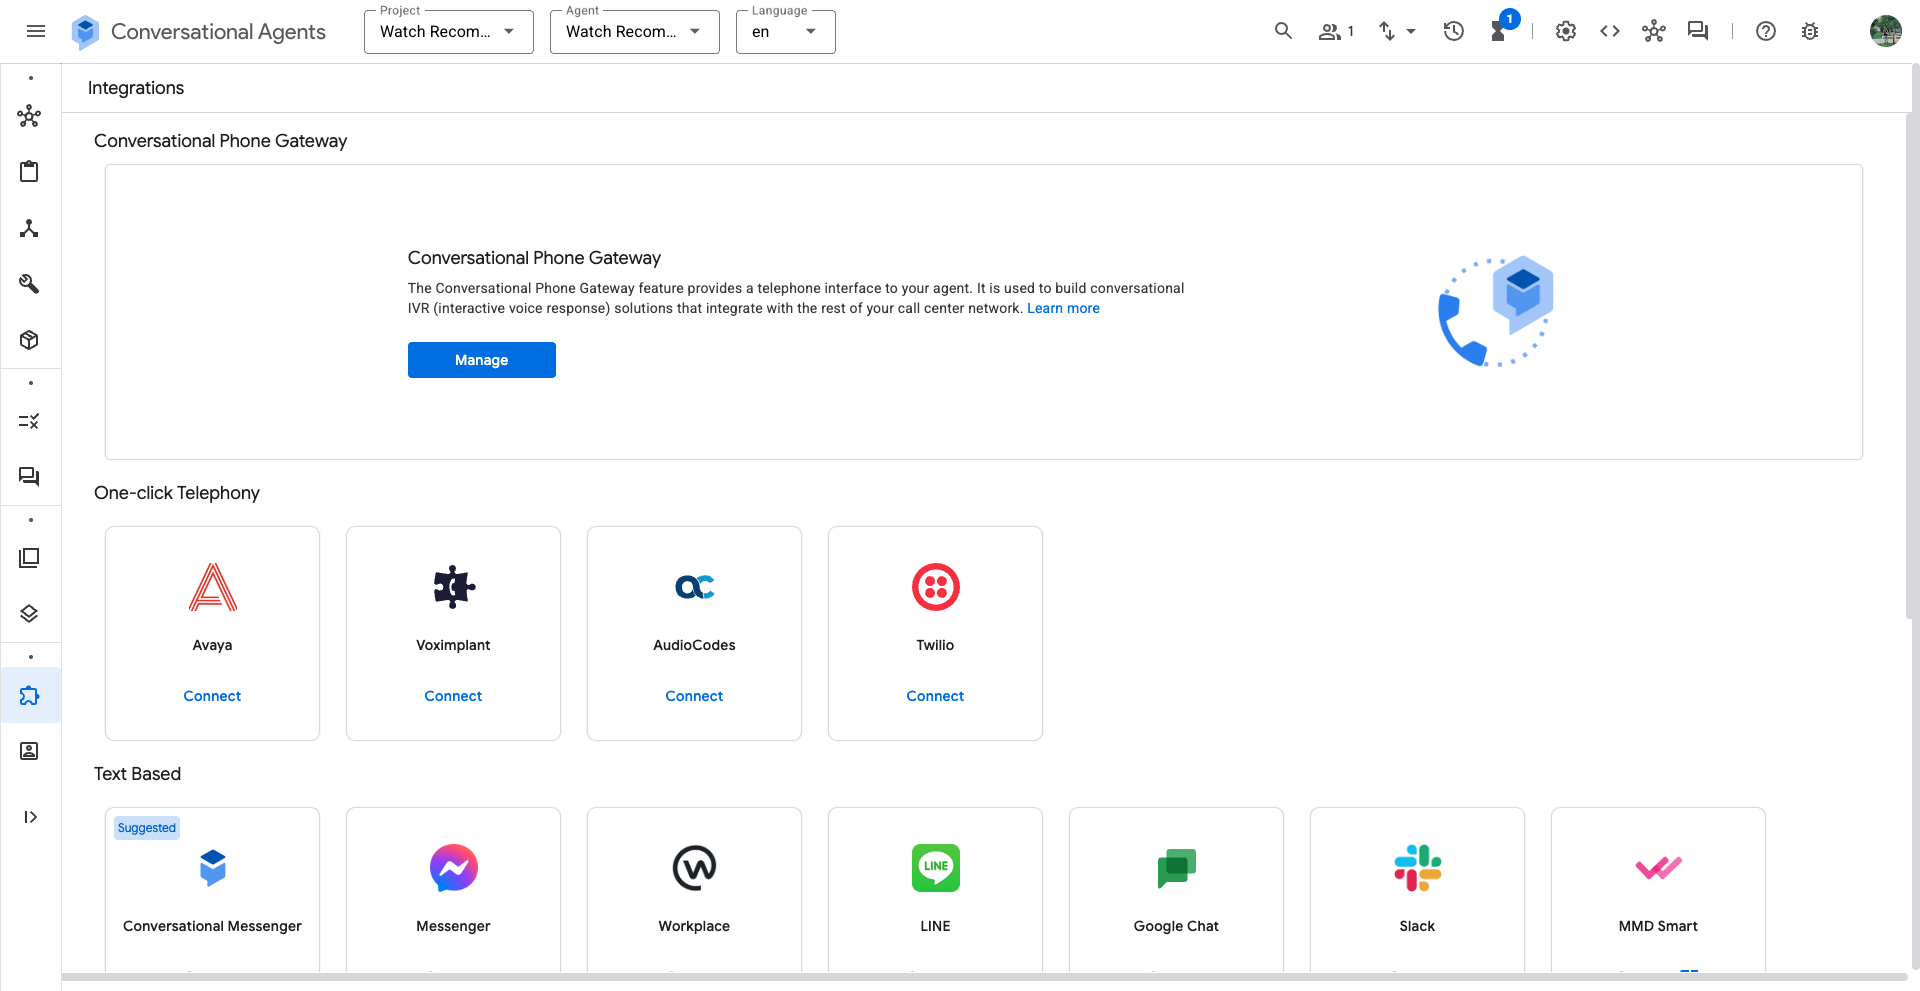 Conversational Agents
Project
Watch Recom...
Agent
Watch Recom...
Language
en
1
1
Integrations
Conversational Phone Gateway
Conversational Phone Gateway
The Conversational Phone Gateway feature provides a telephone interface to your agent. It is used to build conversational
IVR (interactive voice response) solutions that integrate with the rest of your call center network. Learn more
Manage
One-click Telephony
Avaya
Voximplant
AudioCodes
Twilio
Connect
Connect
Connect
Connect
Text Based
Suggested
LINE
Conversational Messenger
Messenger
Workplace
LINE
Google Chat
Slack
MMD Smart